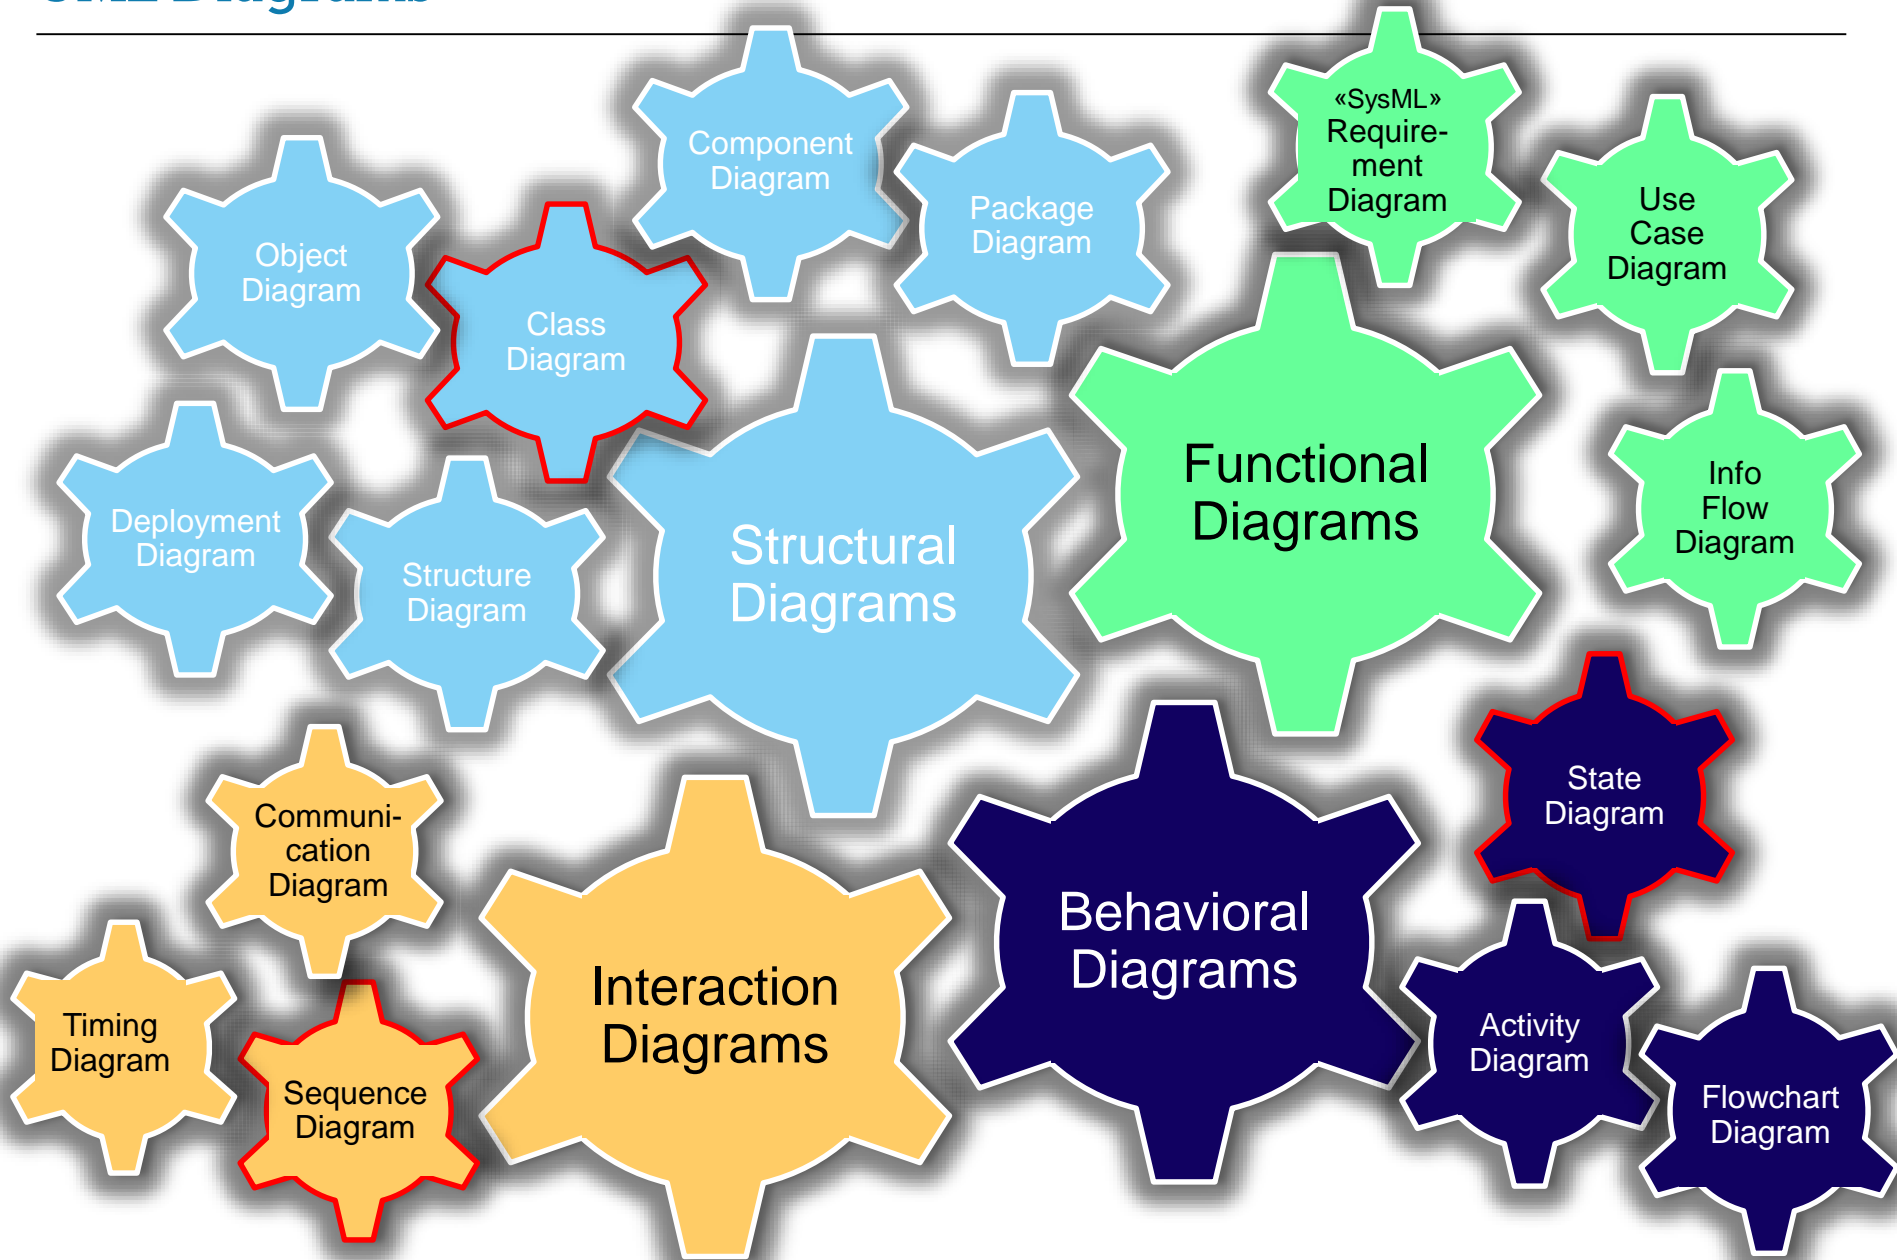 UML Diagrams
Component
Diagram
Package
Diagram
Object
Diagram
Class
Diagram
Deployment
Diagram
Structure
Diagram
Structural
Diagrams
«SysML»
Require-
ment
Diagram
Use
Case
Diagram
Info
Flow
Diagram
Functional
Diagrams
Communi-
cation
Diagram
Timing
Diagram
Sequence
Diagram
Interaction
Diagrams
Behavioral
Diagrams
State
Diagram
Activity
Diagram
Flowchart
Diagram